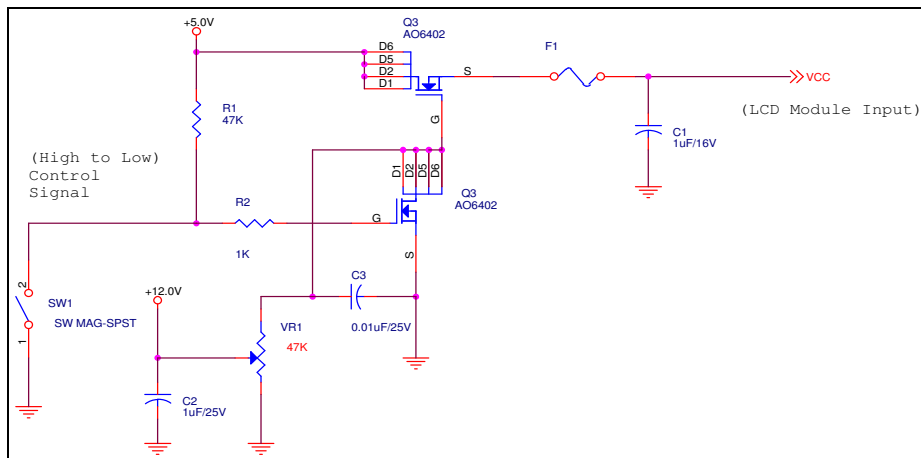 +5.0V
Q3
AO6402
D6
D5
D2
D1
S
G
F1
VCC
(LCD Module Input)
C1
1uF/16V
R1
47K
(High to Low)
Control
Signal
D1
D2
D5
D6
Q3
AO6402
R2
G
1K
S
2
SW1
SW MAG-SPST
1
+12.0V
C3
0.01uF/25V
VR1
47K
C2
1uF/25V